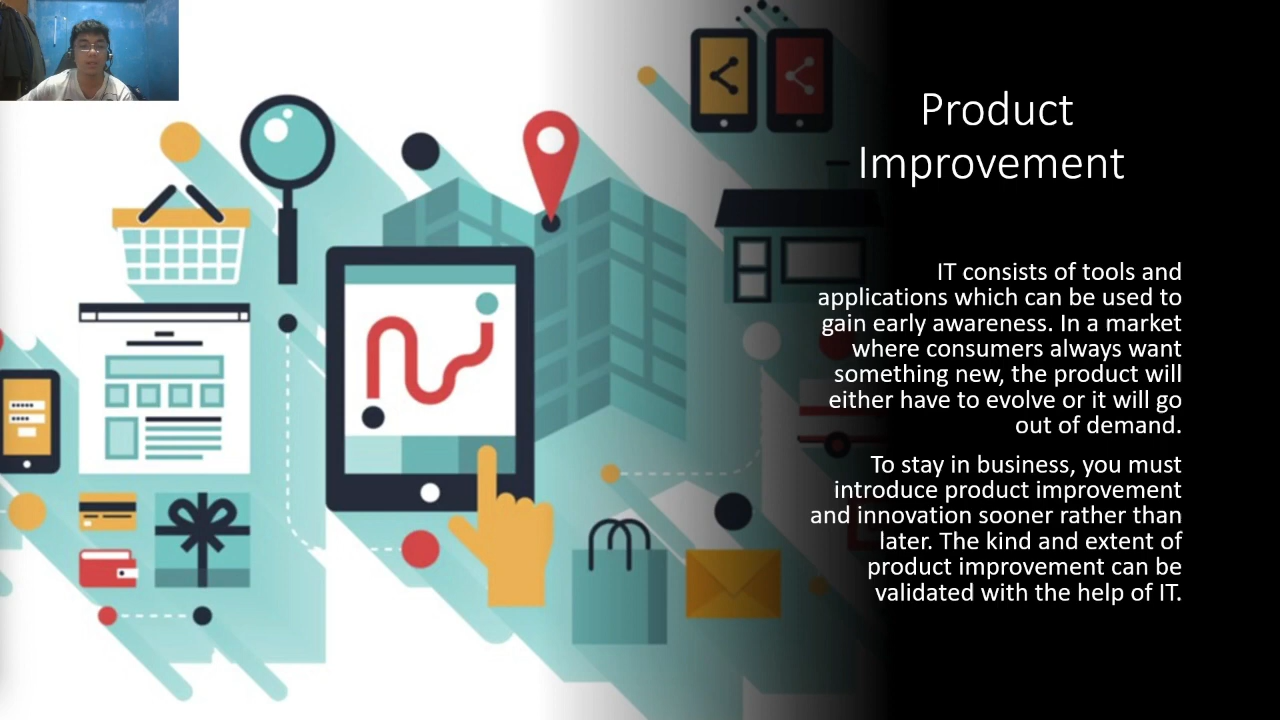 Product
Improvement
IT consists of tools and
applications which can be used to
gain early awareness. In a market
where consumers always want
something new, the product will
either have to evolve or it will go
out of demand.
To stay in business, you must
introduce product improvement
and innovation sooner rather than
later. The kind and extent of
product improvement can be
validated with the help of IT.